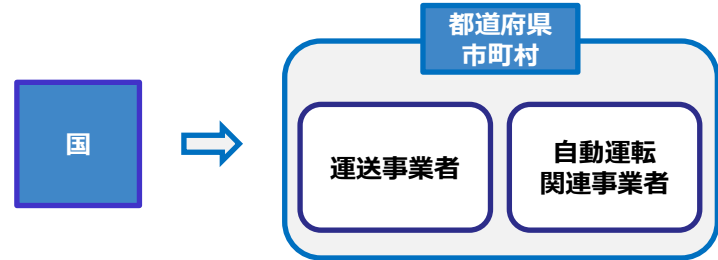 都道府県
市町村
国
運送事業者
自動運転
関連事業者